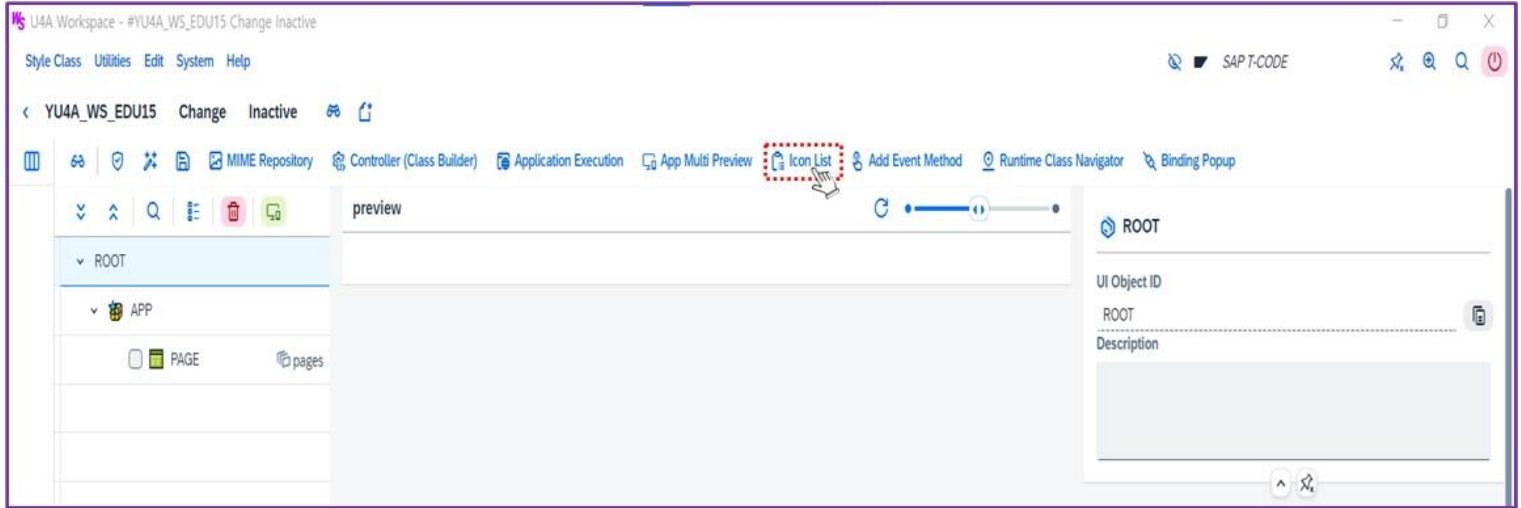 WS U4A Workspace - #YU4A_WS_EDU15 Change Inactive
Style Class Utilities Edit System Help SAP T-CODE
YU4A_WS_EDU15 Change Inactive
MIME Repository Controller (Class Builder) Application Execution App Multi Preview Icon List Add Event Method Runtime Class Navigator Binding Popup
preview
ROOT
ROOT
APP
UI Object ID
ROOT
PAGE pages
Description